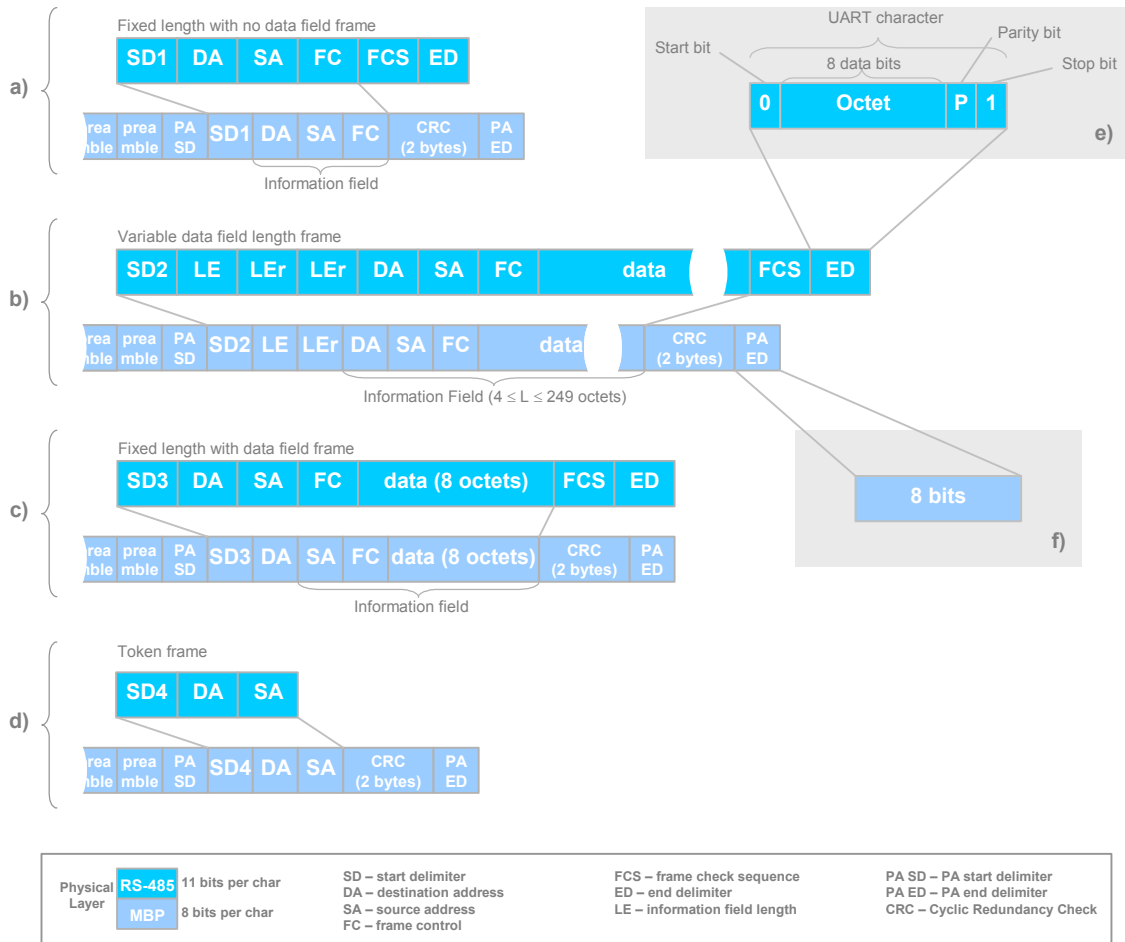 a)
Fixed length with no data field frame
SD1 DA SA FC FCS ED
prea mble prea mble PA SD SD1 DA SA FC CRC (2 bytes) PA ED
Information field
UART character
Start bit
Parity bit
8 data bits
Stop bit
0 Octet P 1
e)
b)
Variable data field length frame
SD2 LE LEr LEr DA SA FC data FCS ED
prea mble prea mble PA SD SD2 LE LEr DA SA FC data CRC (2 bytes) PA ED
Information Field (4 ≤ L ≤ 249 octets)
8 bits
f)
c)
Fixed length with data field frame
SD3 DA SA FC data (8 octets) FCS ED
prea mble prea mble PA SD SD3 DA SA FC data (8 octets) CRC (2 bytes) PA ED
Information field
d)
Token frame
SD4 DA SA
prea mble prea mble PA SD SD4 DA SA CRC (2 bytes) PA ED
Physical Layer
RS-485 11 bits per char
MBP 8 bits per char
SD – start delimiter
DA – destination address
SA – source address
FC – frame control
FCS – frame check sequence
ED – end delimiter
LE – information field length
PA SD – PA start delimiter
PA ED – PA end delimiter
CRC – Cyclic Redundancy Check